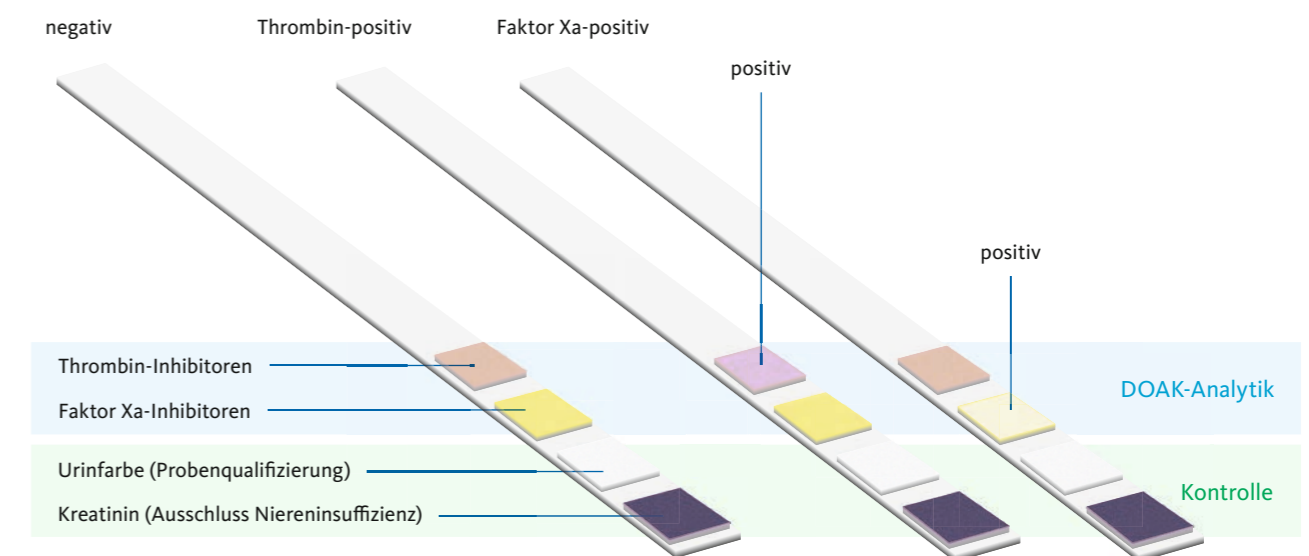 negativ
Thrombin-positiv
Faktor Xa-positiv
positiv
positiv
Thrombin-Inhibitoren
Faktor Xa-Inhibitoren
DOAK-Analytik
Urinfarbe (Probenqualifizierung)
Kreatinin (Ausschluss Niereninsuffizienz)
Kontrolle